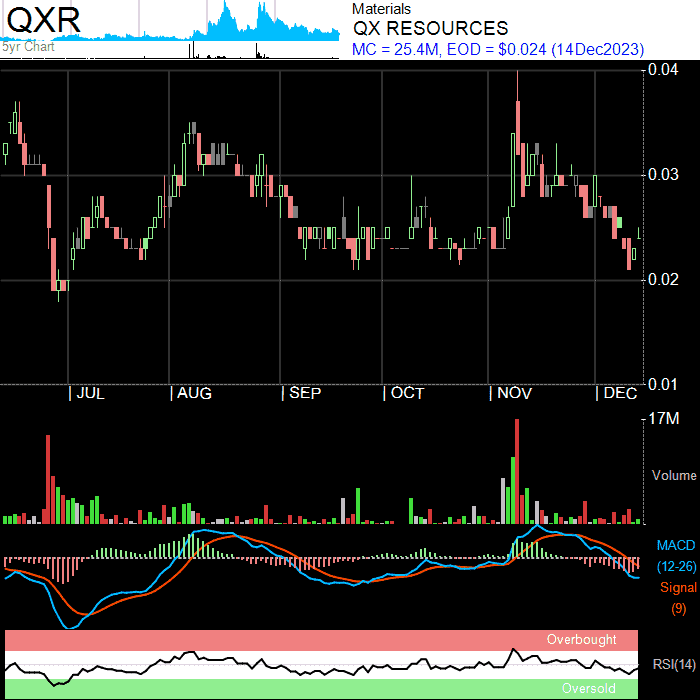 QXR
5yr Chart
Materials
QX RESOURCES
MC = 25.4M, EOD = $0.024 (14Dec2023)
0.04
0.03
0.02
0.01
JUL AUG SEP OCT NOV DEC
17M
Volume
MACD
(12-26)
Signal
(9)
Overbought
RSI(14)
Oversold